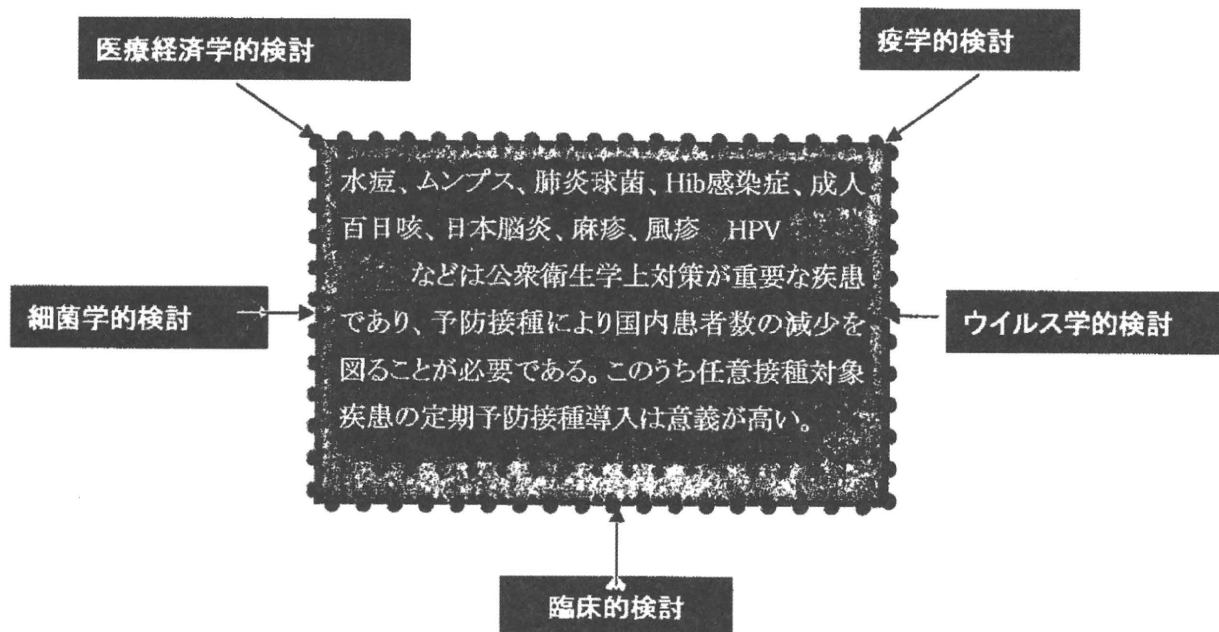 医療経済学的検討
疫学的検討
水痘、ムンプス、肺炎球菌、Hib感染症、成人
百日咳、日本脳炎、麻疹、風疹　HPV
などは公衆衛生学上対策が重要な疾患
であり、予防接種により国内患者数の減少を
図ることが必要である。このうち任意接種対象
疾患の定期予防接種導入は意義が高い。
細菌学的検討
ウイルス学的検討
臨床的検討